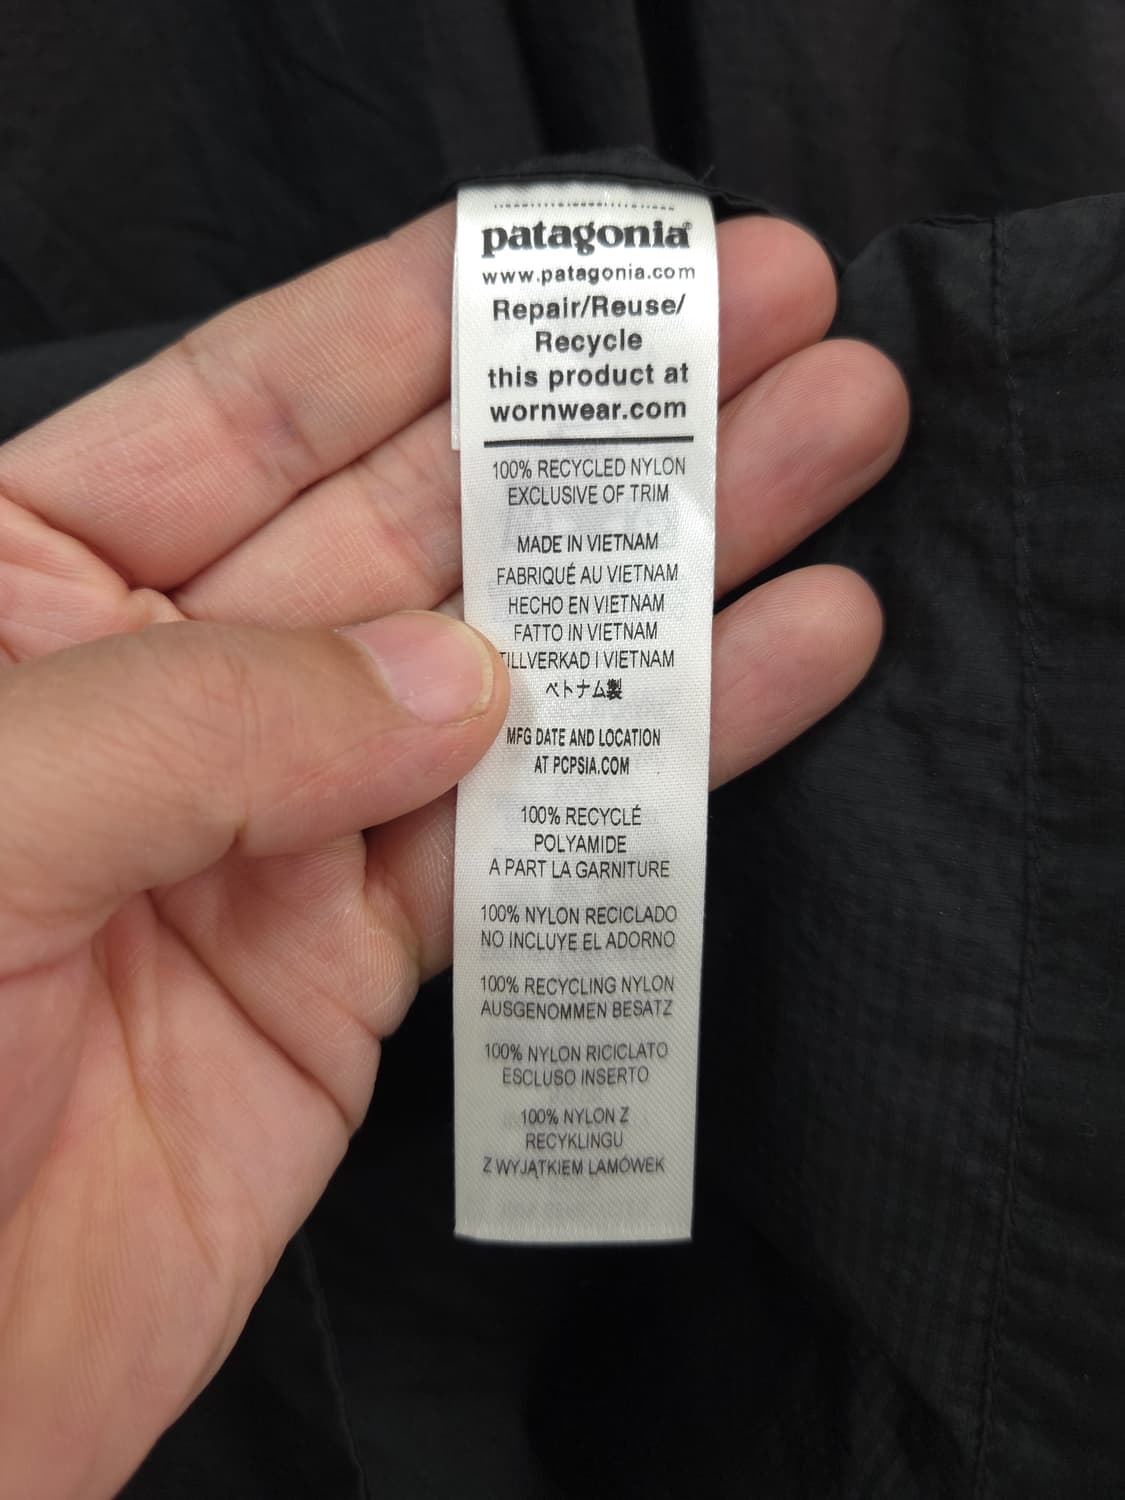 patagonia®
www.patagonia.com
Repair/Reuse/
Recycle
this product at
wornwear.com
100% RECYCLED NYLON
EXCLUSIVE OF TRIM
MADE IN VIETNAM
FABRIQUÉ AU VIETNAM
HECHO EN VIETNAM
FATTO IN VIETNAM
TILLVERKAD I VIETNAM
ベトナム製
MFG DATE AND LOCATION
AT PCPSIA.COM
100% RECYCLÉ
POLYAMIDE
A PART LA GARNITURE
100% NYLON RECICLADO
NO INCLUYE EL ADORNO
100% RECYCLING NYLON
AUSGENOMMEN BESATZ
100% NYLON RICICLATO
ESCLUSO INSERTO
100% NYLON Z
RECYKLINGU
Z WYJĄTKIEM LAMÓWEK